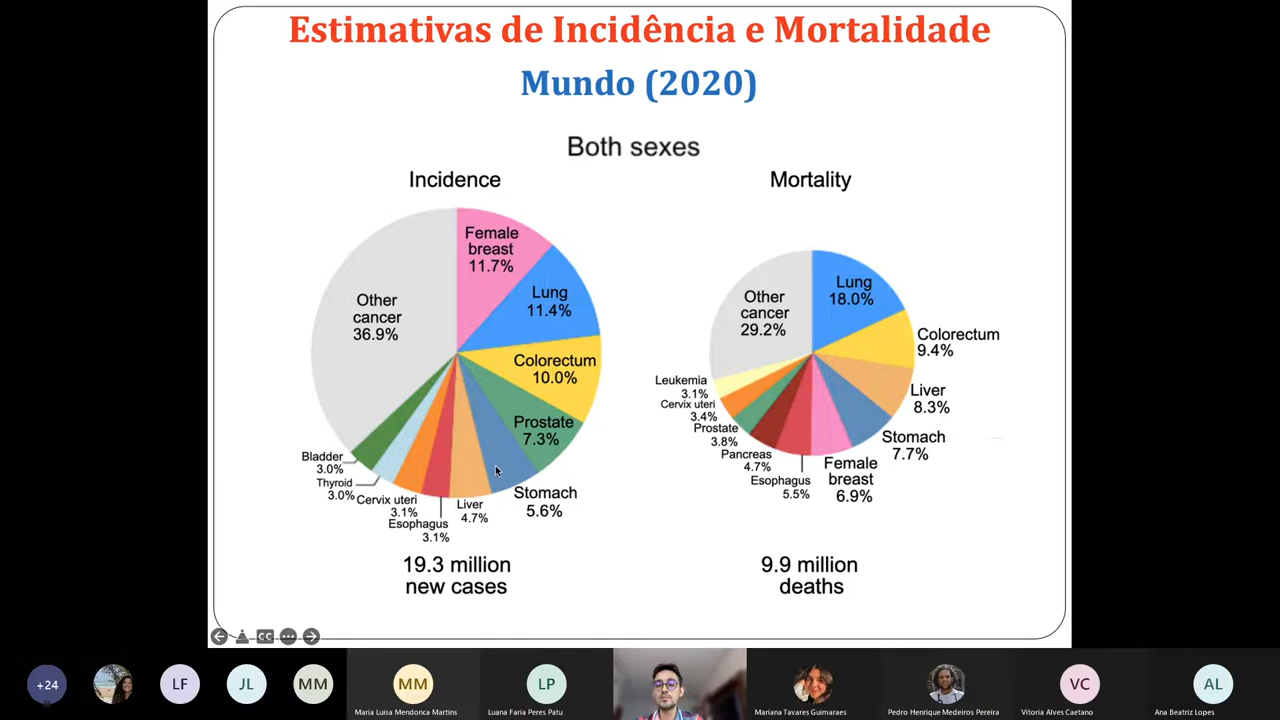 Estimativas de Incidência e Mortalidade
Mundo (2020)
Both sexes
Incidence
Female
breast
11.7%
Lung
11.4%
Colorectum
10.0%
Prostate
7.3%
Stomach
5.6%
Liver
4.7%
Esophagus
3.1%
Cervix uteri
3.1%
Thyroid
3.0%
Bladder
3.0%
Other
cancer
36.9%
19.3 million
new cases
Mortality
Lung
18.0%
Colorectum
9.4%
Liver
8.3%
Stomach
7.7%
Female
breast
6.9%
Esophagus
5.5%
Pancreas
4.7%
Prostate
3.8%
Cervix uteri
3.4%
Leukemia
3.1%
Other
cancer
29.2%
9.9 million
deaths
CC
+24
LF
JL
MM
MM
Maria Luisa Mendonca Martins
LP
Luana Faria Peres Patu
Mariana Tavares Guimaraes
Pedro Henrique Medeiros Pereira
VC
Vitoria Alves Caetano
AL
Ana Beatriz Lopes